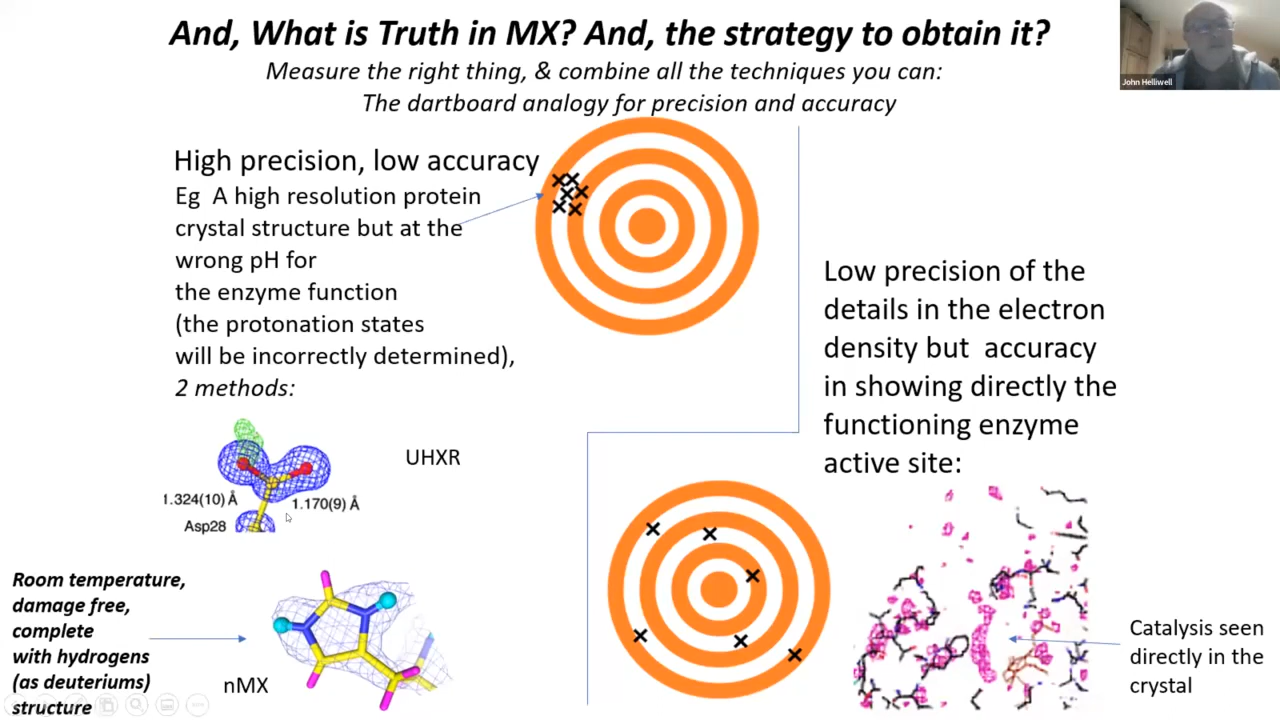 And, What is Truth in MX? And, the strategy to obtain it?
Measure the right thing, & combine all the techniques you can:
The dartboard analogy for precision and accuracy
John Helliwell
High precision, low accuracy
Eg A high resolution protein
crystal structure but at the
wrong pH for
the enzyme function
(the protonation states
will be incorrectly determined),
2 methods:
UHXR
1.324(10) Å
1.170(9) Å
Asp28
Room temperature,
damage free,
complete
with hydrogens
(as deuteriums)
structure
nMX
Low precision of the
details in the electron
density but accuracy
in showing directly the
functioning enzyme
active site:
Catalysis seen
directly in the
crystal